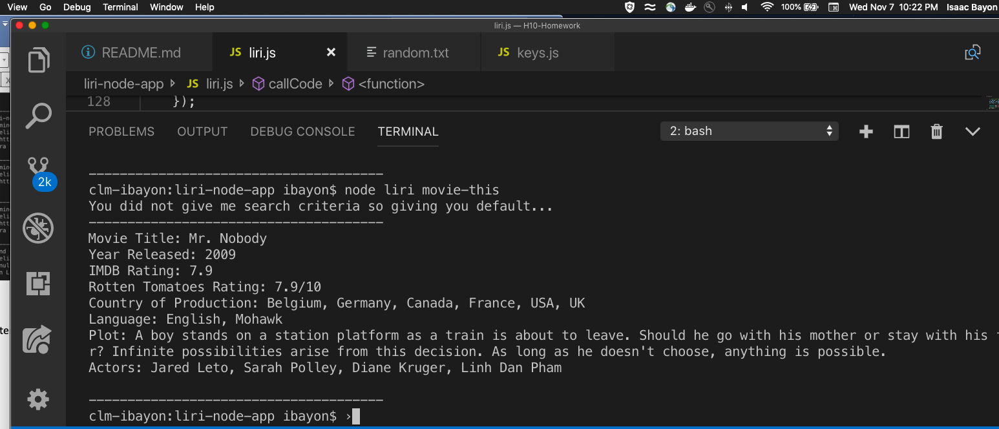 View Go Debug Terminal Window Help 100% Wed Nov 7 10:22 PM Isaac Bayon
liri.js — H10-Homework
README.md JS liri.js × random.txt JS keys.js
liri-node-app JS liri.js callCode <function>
128 });
PROBLEMS OUTPUT DEBUG CONSOLE TERMINAL 2: bash
2k
--------------------------------------
clm-ibayon:liri-node-app ibayon$ node liri movie-this
You did not give me search criteria so giving you default...
--------------------------------------
Movie Title: Mr. Nobody
Year Released: 2009
IMDB Rating: 7.9
Rotten Tomatoes Rating: 7.9/10
Country of Production: Belgium, Germany, Canada, France, USA, UK
Language: English, Mohawk
Plot: A boy stands on a station platform as a train is about to leave. Should he go with his mother or stay with his
r? Infinite possibilities arise from this decision. As long as he doesn't choose, anything is possible.
Actors: Jared Leto, Sarah Polley, Diane Kruger, Linh Dan Pham
--------------------------------------
clm-ibayon:liri-node-app ibayon$ ›